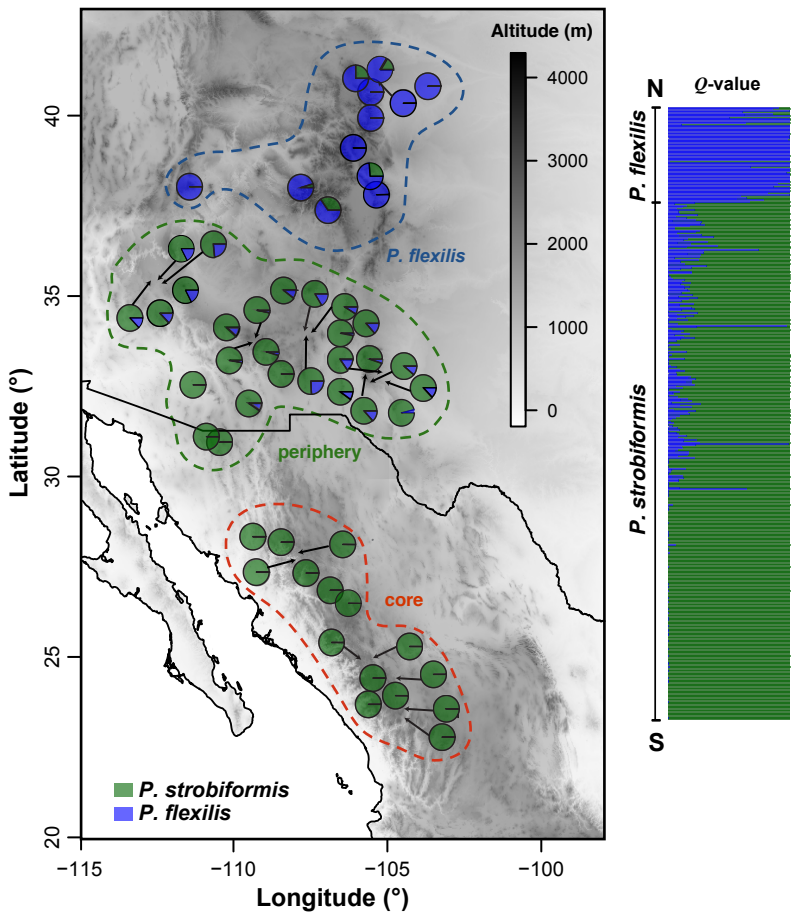 Altitude (m)
4000
3000
2000
1000
0
40
35
30
25
20
Latitude (°)
P. flexilis
periphery
core
P. strobiformis
P. flexilis
−115
−110
−105
−100
Longitude (°)
Q-value
N
P. flexilis
P. strobiformis
S